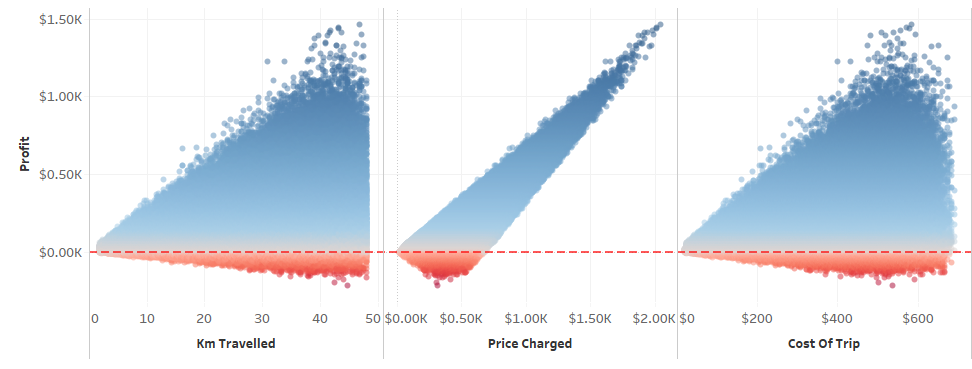 $1.50K
$1.00K
$0.50K
$0.00K
Profit
0 10 20 30 40 50 $0.00K $0.50K $1.00K $1.50K $2.00K $0 $200 $400 $600
Km Travelled Price Charged Cost Of Trip